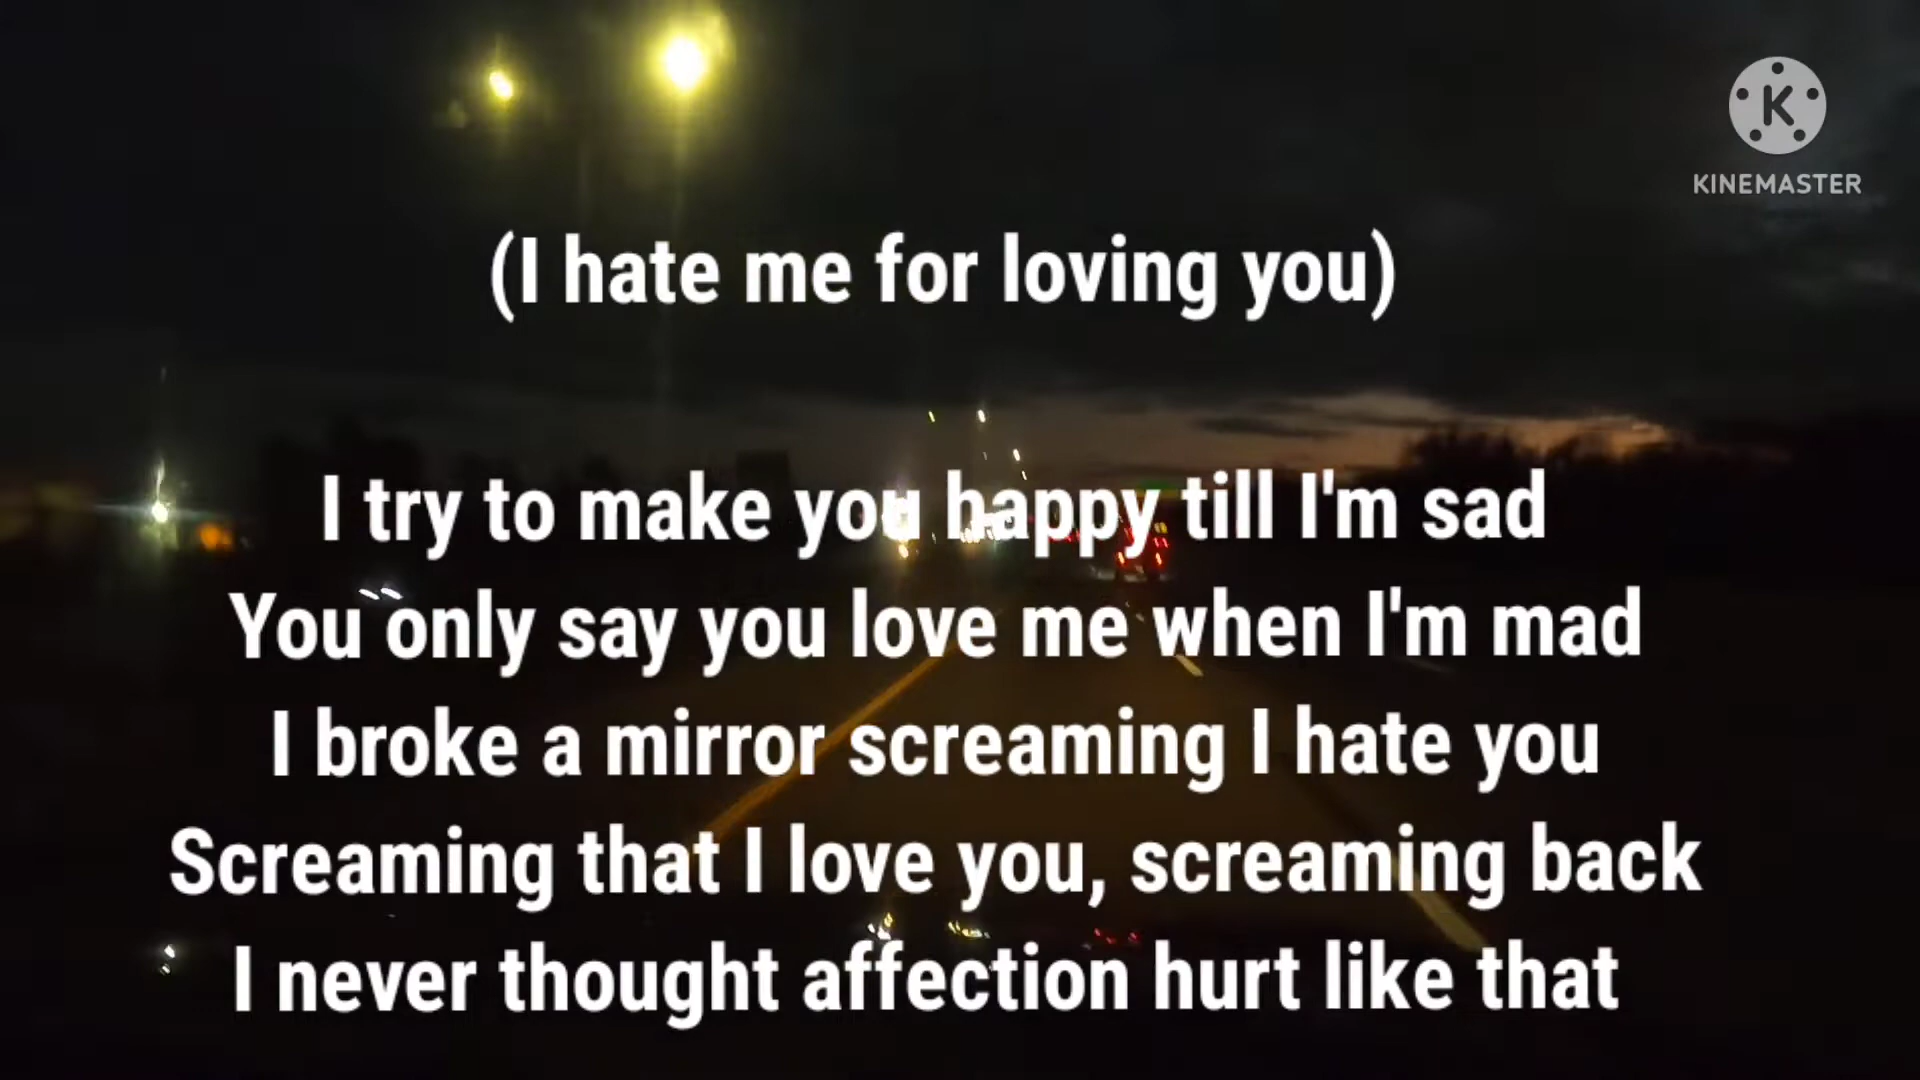 KINEMASTER
(I hate me for loving you)
I try to make you happy till I'm sad
You only say you love me when I'm mad
I broke a mirror screaming I hate you
Screaming that I love you, screaming back
I never thought affection hurt like that